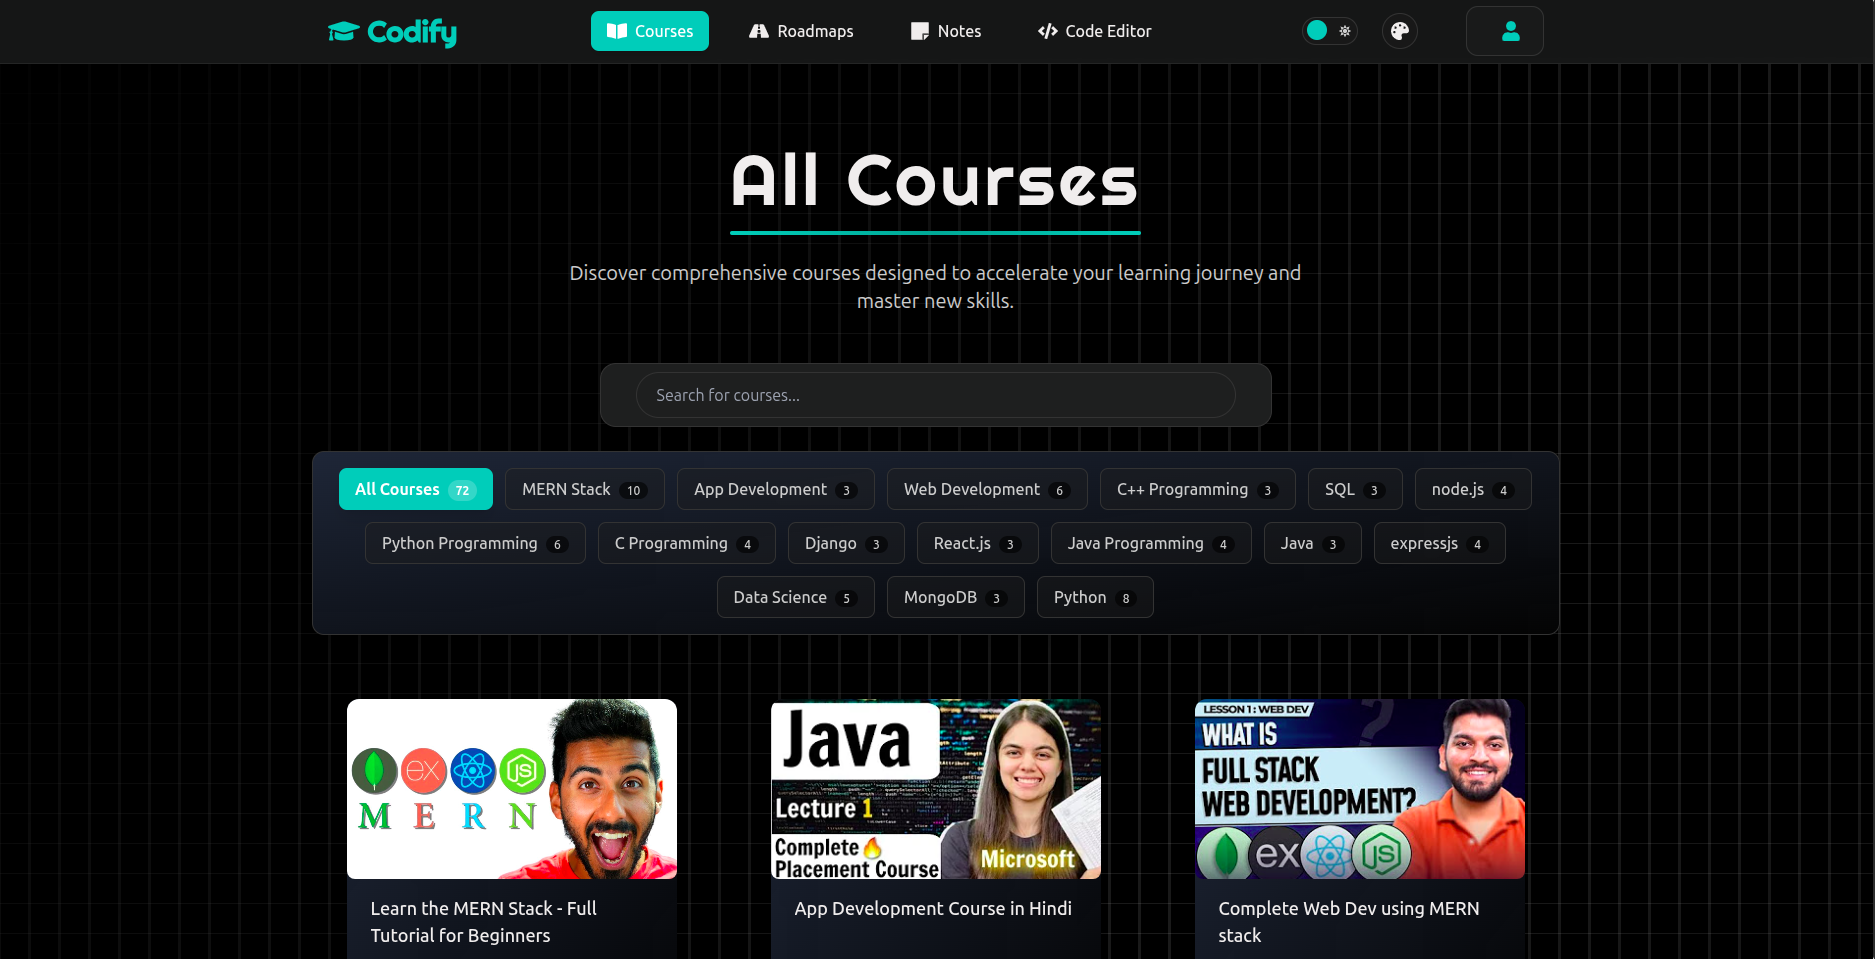 Codify
Courses
Roadmaps
Notes
Code Editor
All Courses
Discover comprehensive courses designed to accelerate your learning journey and
master new skills.
Search for courses...
All Courses 72
MERN Stack 10
App Development 3
Web Development 6
C++ Programming 3
SQL 3
node.js 4
Python Programming 6
C Programming 4
Django 3
React.js 3
Java Programming 4
Java 3
expressjs 4
Data Science 5
MongoDB 3
Python 8
ex
JS
M E R N
Java
Lecture 1
Complete
Placement Course
Microsoft
LESSON 1 : WEB DEV
WHAT IS
FULL STACK
WEB DEVELOPMENT?
ex
JS
Learn the MERN Stack - Full
Tutorial for Beginners
App Development Course in Hindi
Complete Web Dev using MERN
stack